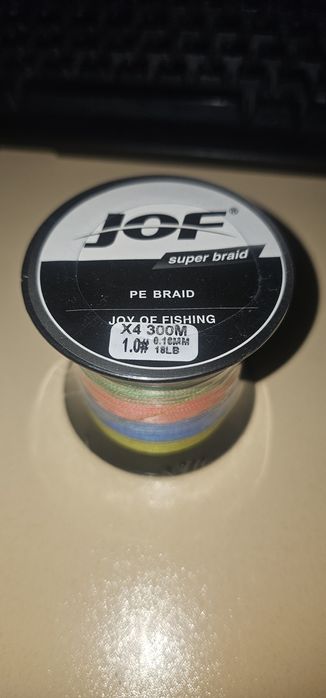 JOF®
super braid
PE BRAID
JOY OF FISHING
X4 300M
1.0# 0.16MM
18LB